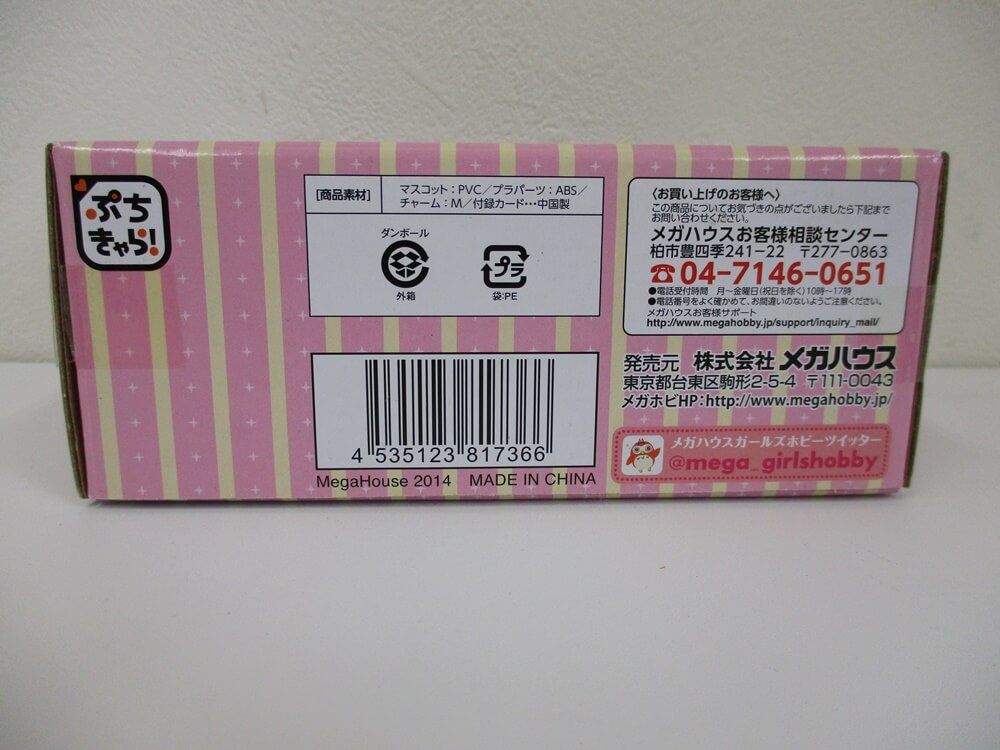 ぷち
きゃら!
[商品素材]
マスコット:PVC/プラパーツ:ABS/
チャーム:M/付録カード…中国製
ダンボール
外箱
プラ
袋:PE
4 535123 817366
MegaHouse 2014 MADE IN CHINA
〈お買い上げのお客様へ〉
この商品についてお気づきの点がございましたら下記まで
お問い合わせください。
メガハウスお客様相談センター
柏市豊四季241-22 〒277-0863
☎04-7146-0651
●電話受付時間 月~金曜日(祝日を除く)10時~17時
●電話番号をよく確かめて、お間違いのないようご注意ください。
メガハウスお客様サポート
http://www.megahobby.jp/support/inquiry_mail/
発売元 株式会社 メガハウス
東京都台東区駒形2-5-4 〒111-0043
メガホビHP:http://www.megahobby.jp/
メガハウスガールズホビーツイッター
@mega_girlshobby